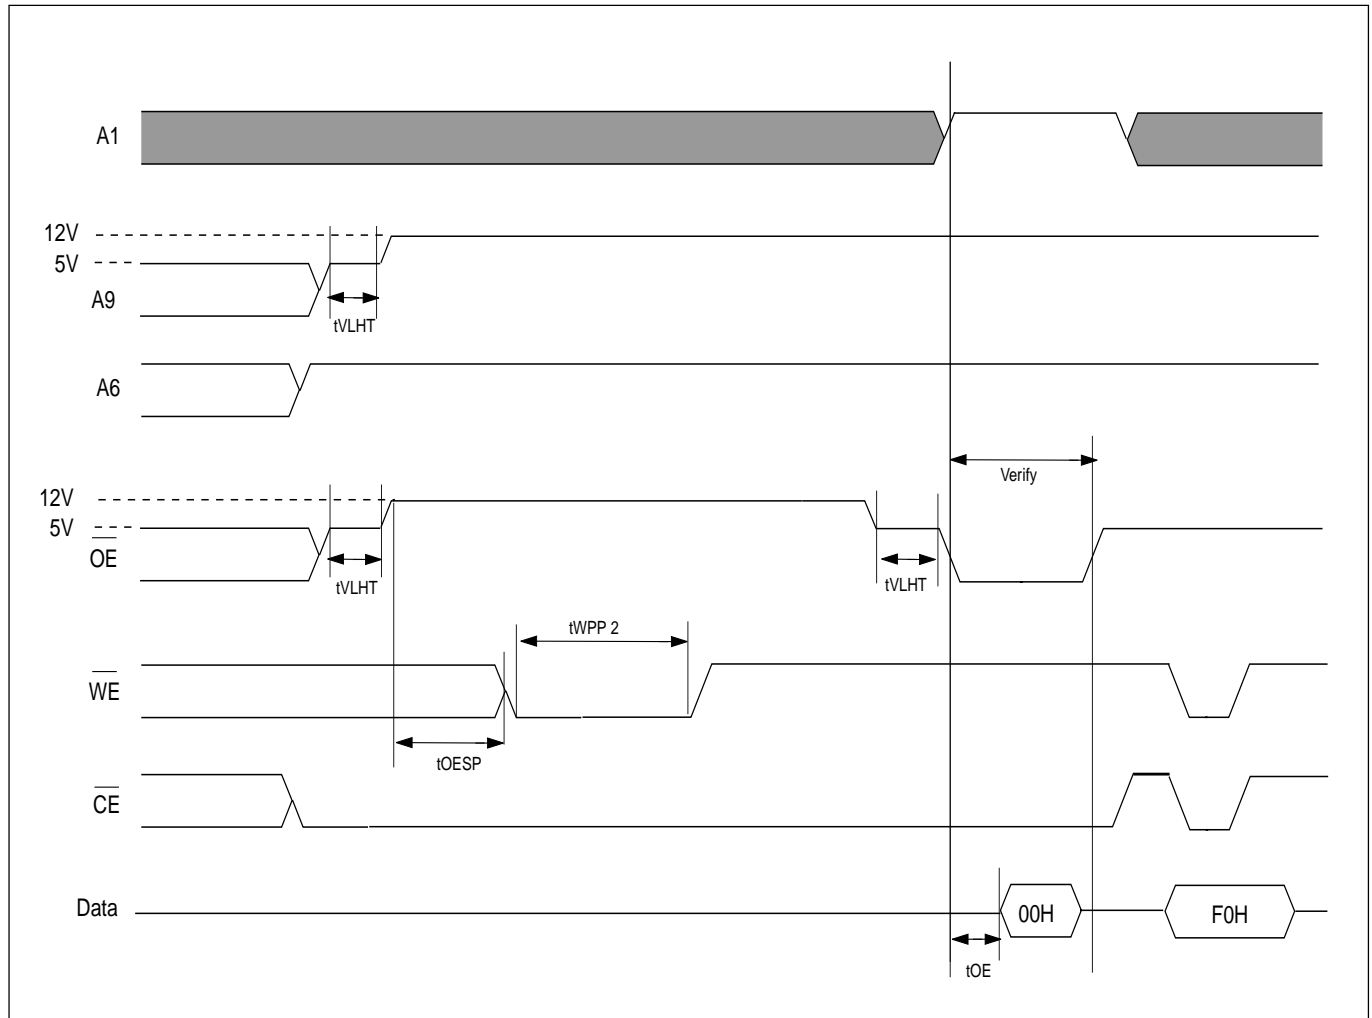 A1
12V
5V
A9
tVLHT
A6
Verify
12V
5V
OE
tVLHT
tVLHT
tWPP 2
WE
tOESP
CE
Data
00H
F0H
tOE